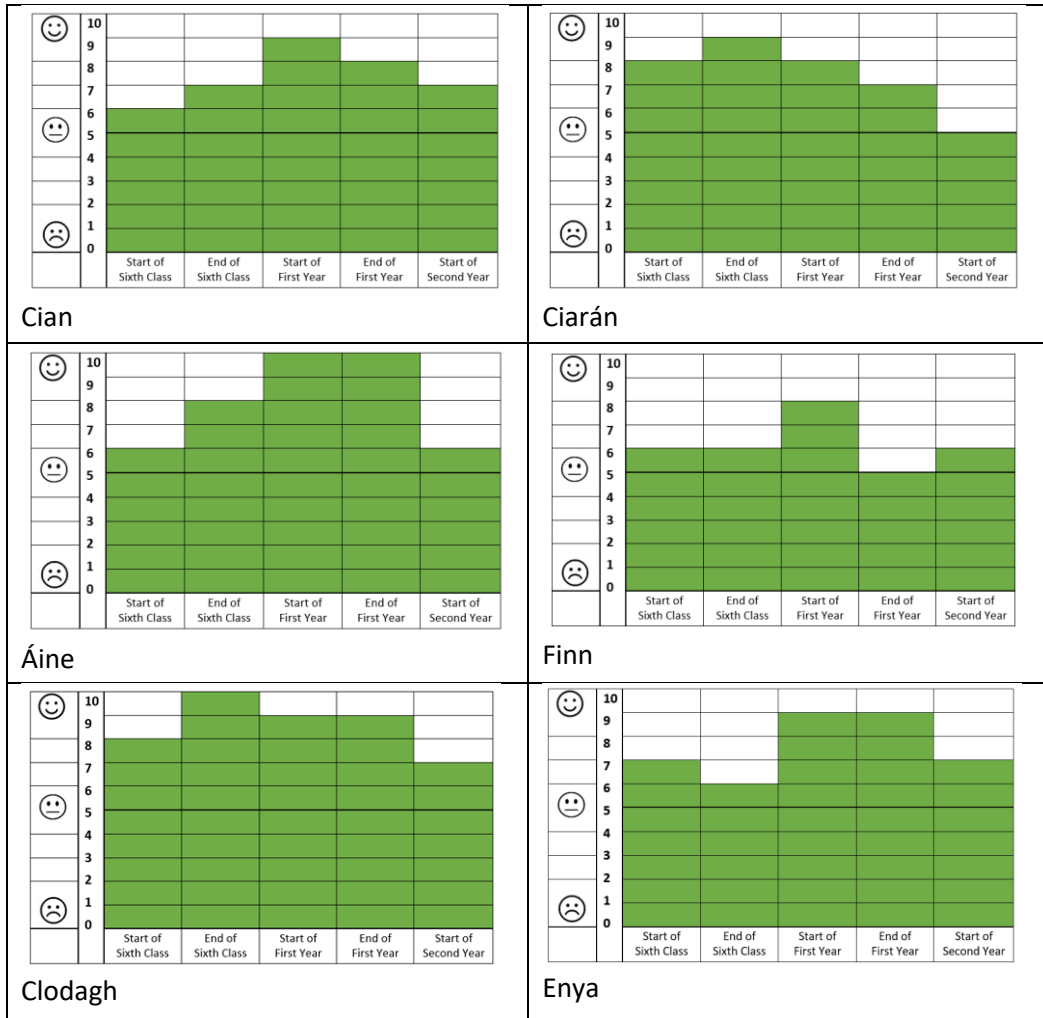 10
9
8
7
6
5
4
3
2
1
0
Start of Sixth Class
End of Sixth Class
Start of First Year
End of First Year
Start of Second Year
Cian
10
9
8
7
6
5
4
3
2
1
0
Start of Sixth Class
End of Sixth Class
Start of First Year
End of First Year
Start of Second Year
Ciarán
10
9
8
7
6
5
4
3
2
1
0
Start of Sixth Class
End of Sixth Class
Start of First Year
End of First Year
Start of Second Year
Áine
10
9
8
7
6
5
4
3
2
1
0
Start of Sixth Class
End of Sixth Class
Start of First Year
End of First Year
Start of Second Year
Finn
10
9
8
7
6
5
4
3
2
1
0
Start of Sixth Class
End of Sixth Class
Start of First Year
End of First Year
Start of Second Year
Clodagh
10
9
8
7
6
5
4
3
2
1
0
Start of Sixth Class
End of Sixth Class
Start of First Year
End of First Year
Start of Second Year
Enya